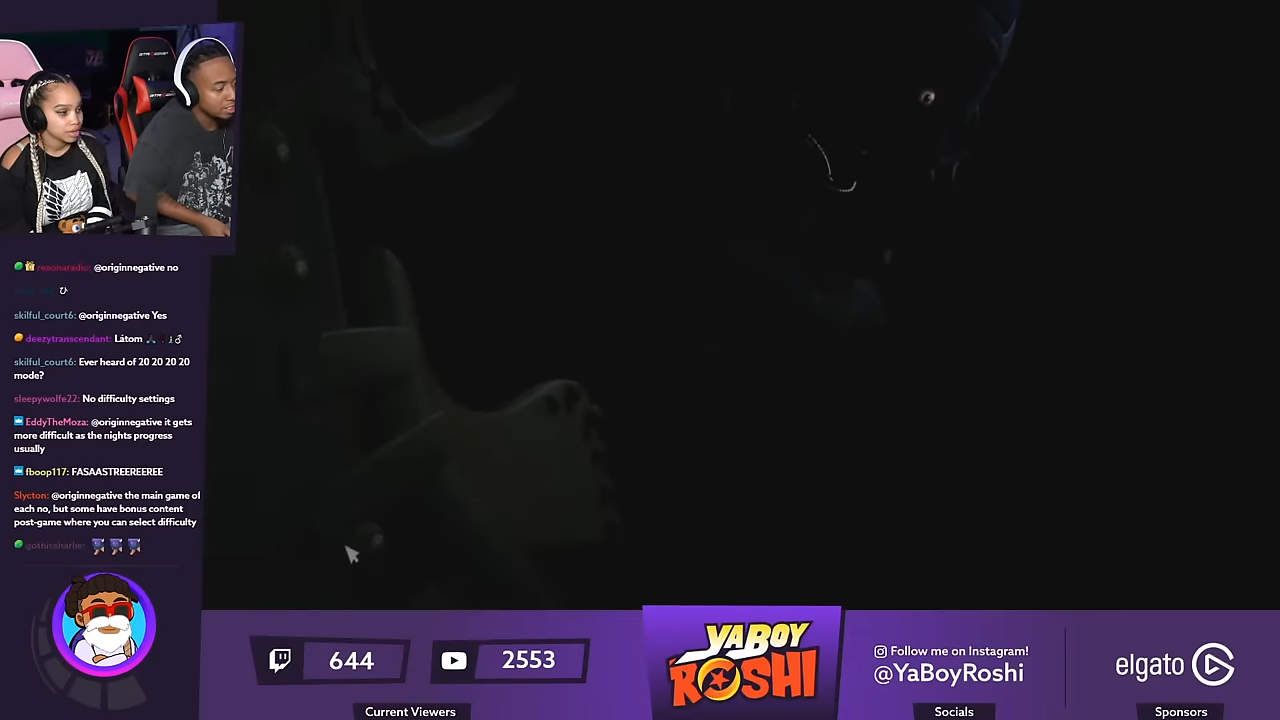 rexonaradio: @originnegative no
ひ
skilful_court6: @originnegative Yes
deezytranscendant: Látom
skilful_court6: Ever heard of 20 20 20 20
mode?
sleepywolfe22: No difficulty settings
EddyTheMoza: @originnegative it gets
more difficult as the nights progress
usually
fboop117: FASAASTREEREEREE
Slycton: @originnegative the main game of
each no, but some have bonus content
post-game where you can select difficulty
644
2553
Current Viewers
YABOY
ROSHI
Follow me on Instagram!
@YaBoyRoshi
Socials
elgato
Sponsors